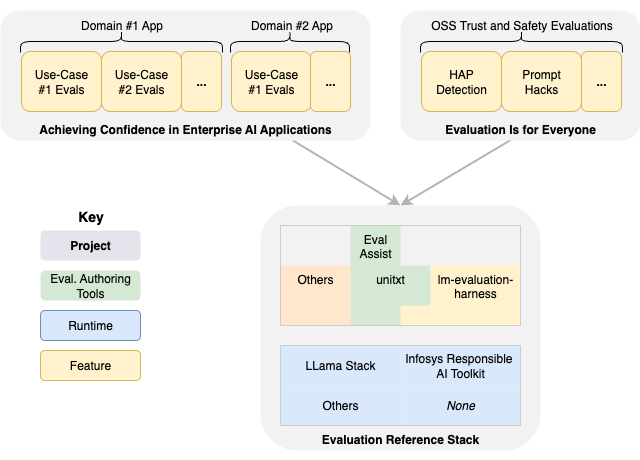 Domain #1 App
Domain #2 App
Use-Case
#1 Evals
Use-Case
#2 Evals
...
Use-Case
#1 Evals
...
Achieving Confidence in Enterprise AI Applications
OSS Trust and Safety Evaluations
HAP
Detection
Prompt
Hacks
...
Evaluation Is for Everyone
Key
Project
Eval. Authoring
Tools
Runtime
Feature
Eval
Assist
Others
unitxt
lm-evaluation-
harness
LLama Stack
Infosys Responsible
AI Toolkit
Others
None
Evaluation Reference Stack